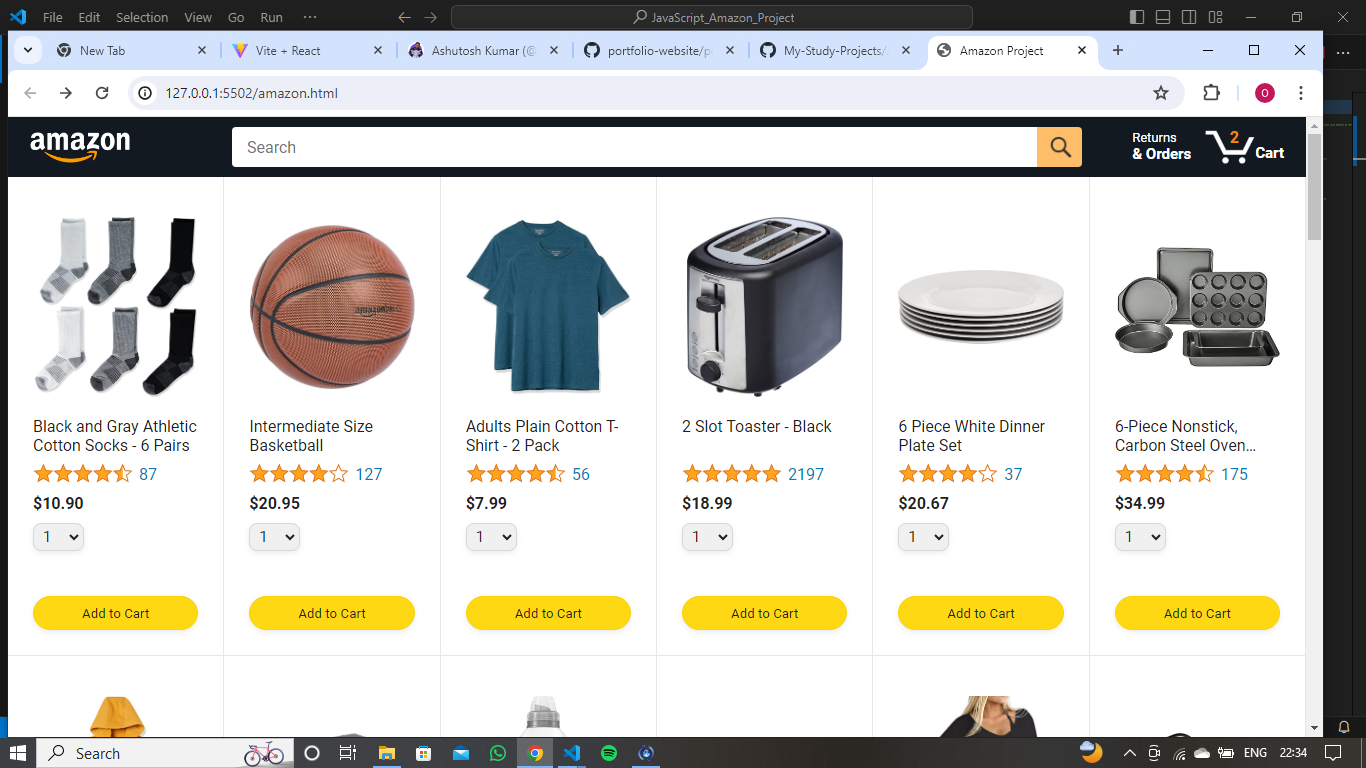 File Edit Selection View Go Run ···
JavaScript_Amazon_Project
New Tab
Vite + React
Ashutosh Kumar (@
portfolio-website/p
My-Study-Projects/
Amazon Project
127.0.0.1:5502/amazon.html
O
amazon
Search
Returns
& Orders
2
Cart
Black and Gray Athletic
Cotton Socks - 6 Pairs
87
$10.90
1
Add to Cart
amazon
Intermediate Size
Basketball
127
$20.95
1
Add to Cart
Adults Plain Cotton T-
Shirt - 2 Pack
56
$7.99
1
Add to Cart
2 Slot Toaster - Black
2197
$18.99
1
Add to Cart
6 Piece White Dinner
Plate Set
37
$20.67
1
Add to Cart
6-Piece Nonstick,
Carbon Steel Oven...
175
$34.99
1
Add to Cart
Search
ENG
22:34